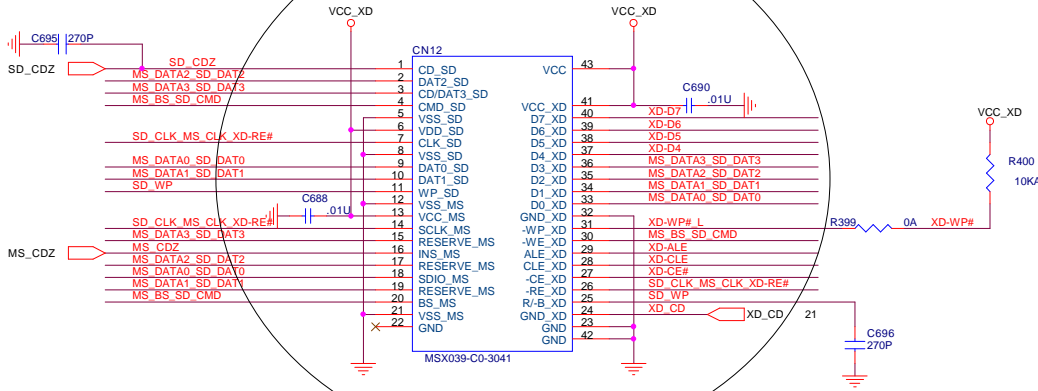 VCC_XD
VCC_XD
C695 270P
CN12
SD_CDZ
SD_CDZ 1 CD_SD
MS_DATA2_SD_DAT2 2 DAT2_SD
MS_DATA3_SD_DAT3 3 CD/DAT3_SD
MS_BS_SD_CMD 4 CMD_SD
5 VSS_SD
6 VDD_SD
SD_CLK_MS_CLK_XD-RE# 7 CLK_SD
8 VSS_SD
MS_DATA0_SD_DAT0 9 DAT0_SD
MS_DATA1_SD_DAT1 10 DAT1_SD
SD_WP 11 WP_SD
12 VSS_MS
C688 .01U
13 VCC_MS
SD_CLK_MS_CLK_XD-RE# 14 SCLK_MS
MS_DATA3_SD_DAT3 15 RESERVE_MS
MS_CDZ
MS_CDZ 16 INS_MS
MS_DATA2_SD_DAT2 17 RESERVE_MS
MS_DATA0_SD_DAT0 18 SDIO_MS
MS_DATA1_SD_DAT1 19 RESERVE_MS
MS_BS_SD_CMD 20 BS_MS
21 VSS_MS
22 GND
VCC 43
C690 .01U
VCC_XD 41
D7_XD 40 XD-D7
D6_XD 39 XD-D6
D5_XD 38 XD-D5
D4_XD 37 XD-D4
D3_XD 36 MS_DATA3_SD_DAT3
D2_XD 35 MS_DATA2_SD_DAT2
D1_XD 34 MS_DATA1_SD_DAT1
D0_XD 33 MS_DATA0_SD_DAT0
GND_XD 32
-WP_XD 31 XD-WP#_L
-WE_XD 30 MS_BS_SD_CMD
ALE_XD 29 XD-ALE
CLE_XD 28 XD-CLE
-CE_XD 27 XD-CE#
-RE_XD 26 SD_CLK_MS_CLK_XD-RE#
R/-B_XD 25 SD_WP
GND_XD 24 XD_CD
XD_CD 21
GND 23
GND 42
MSX039-C0-3041
VCC_XD
R400
10KA
R399 0A XD-WP#
C696
270P